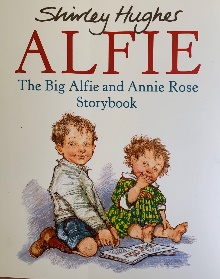 Shirley Hughes
ALFIE
The Big Alfie and Annie Rose
Storybook